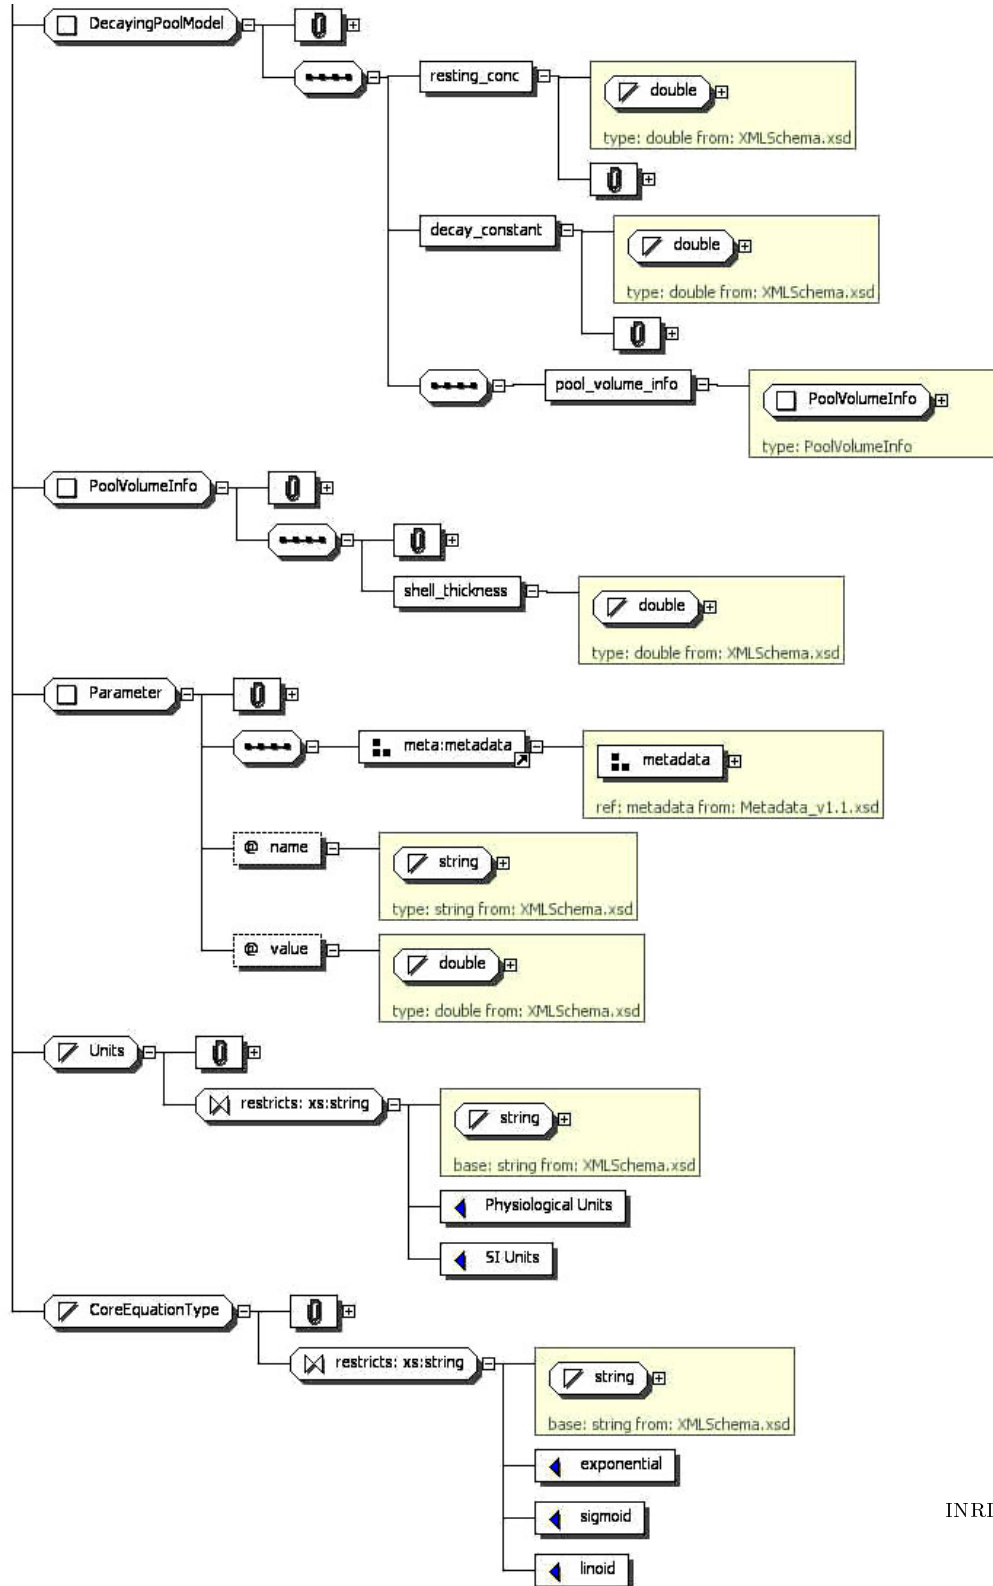 DecayingPoolModel
resting_conc
double
type: double from: XMLSchema.xsd
decay_constant
double
type: double from: XMLSchema.xsd
pool_volume_info
PoolVolumeInfo
type: PoolVolumeInfo
PoolVolumeInfo
shell_thickness
double
type: double from: XMLSchema.xsd
Parameter
meta:metadata
metadata
ref: metadata from: Metadata_v1.1.xsd
@ name
string
type: string from: XMLSchema.xsd
@ value
double
type: double from: XMLSchema.xsd
Units
restricts: xs:string
string
base: string from: XMLSchema.xsd
Physiological Units
SI Units
CoreEquationType
restricts: xs:string
string
base: string from: XMLSchema.xsd
exponential
sigmoid
INRI
linoid